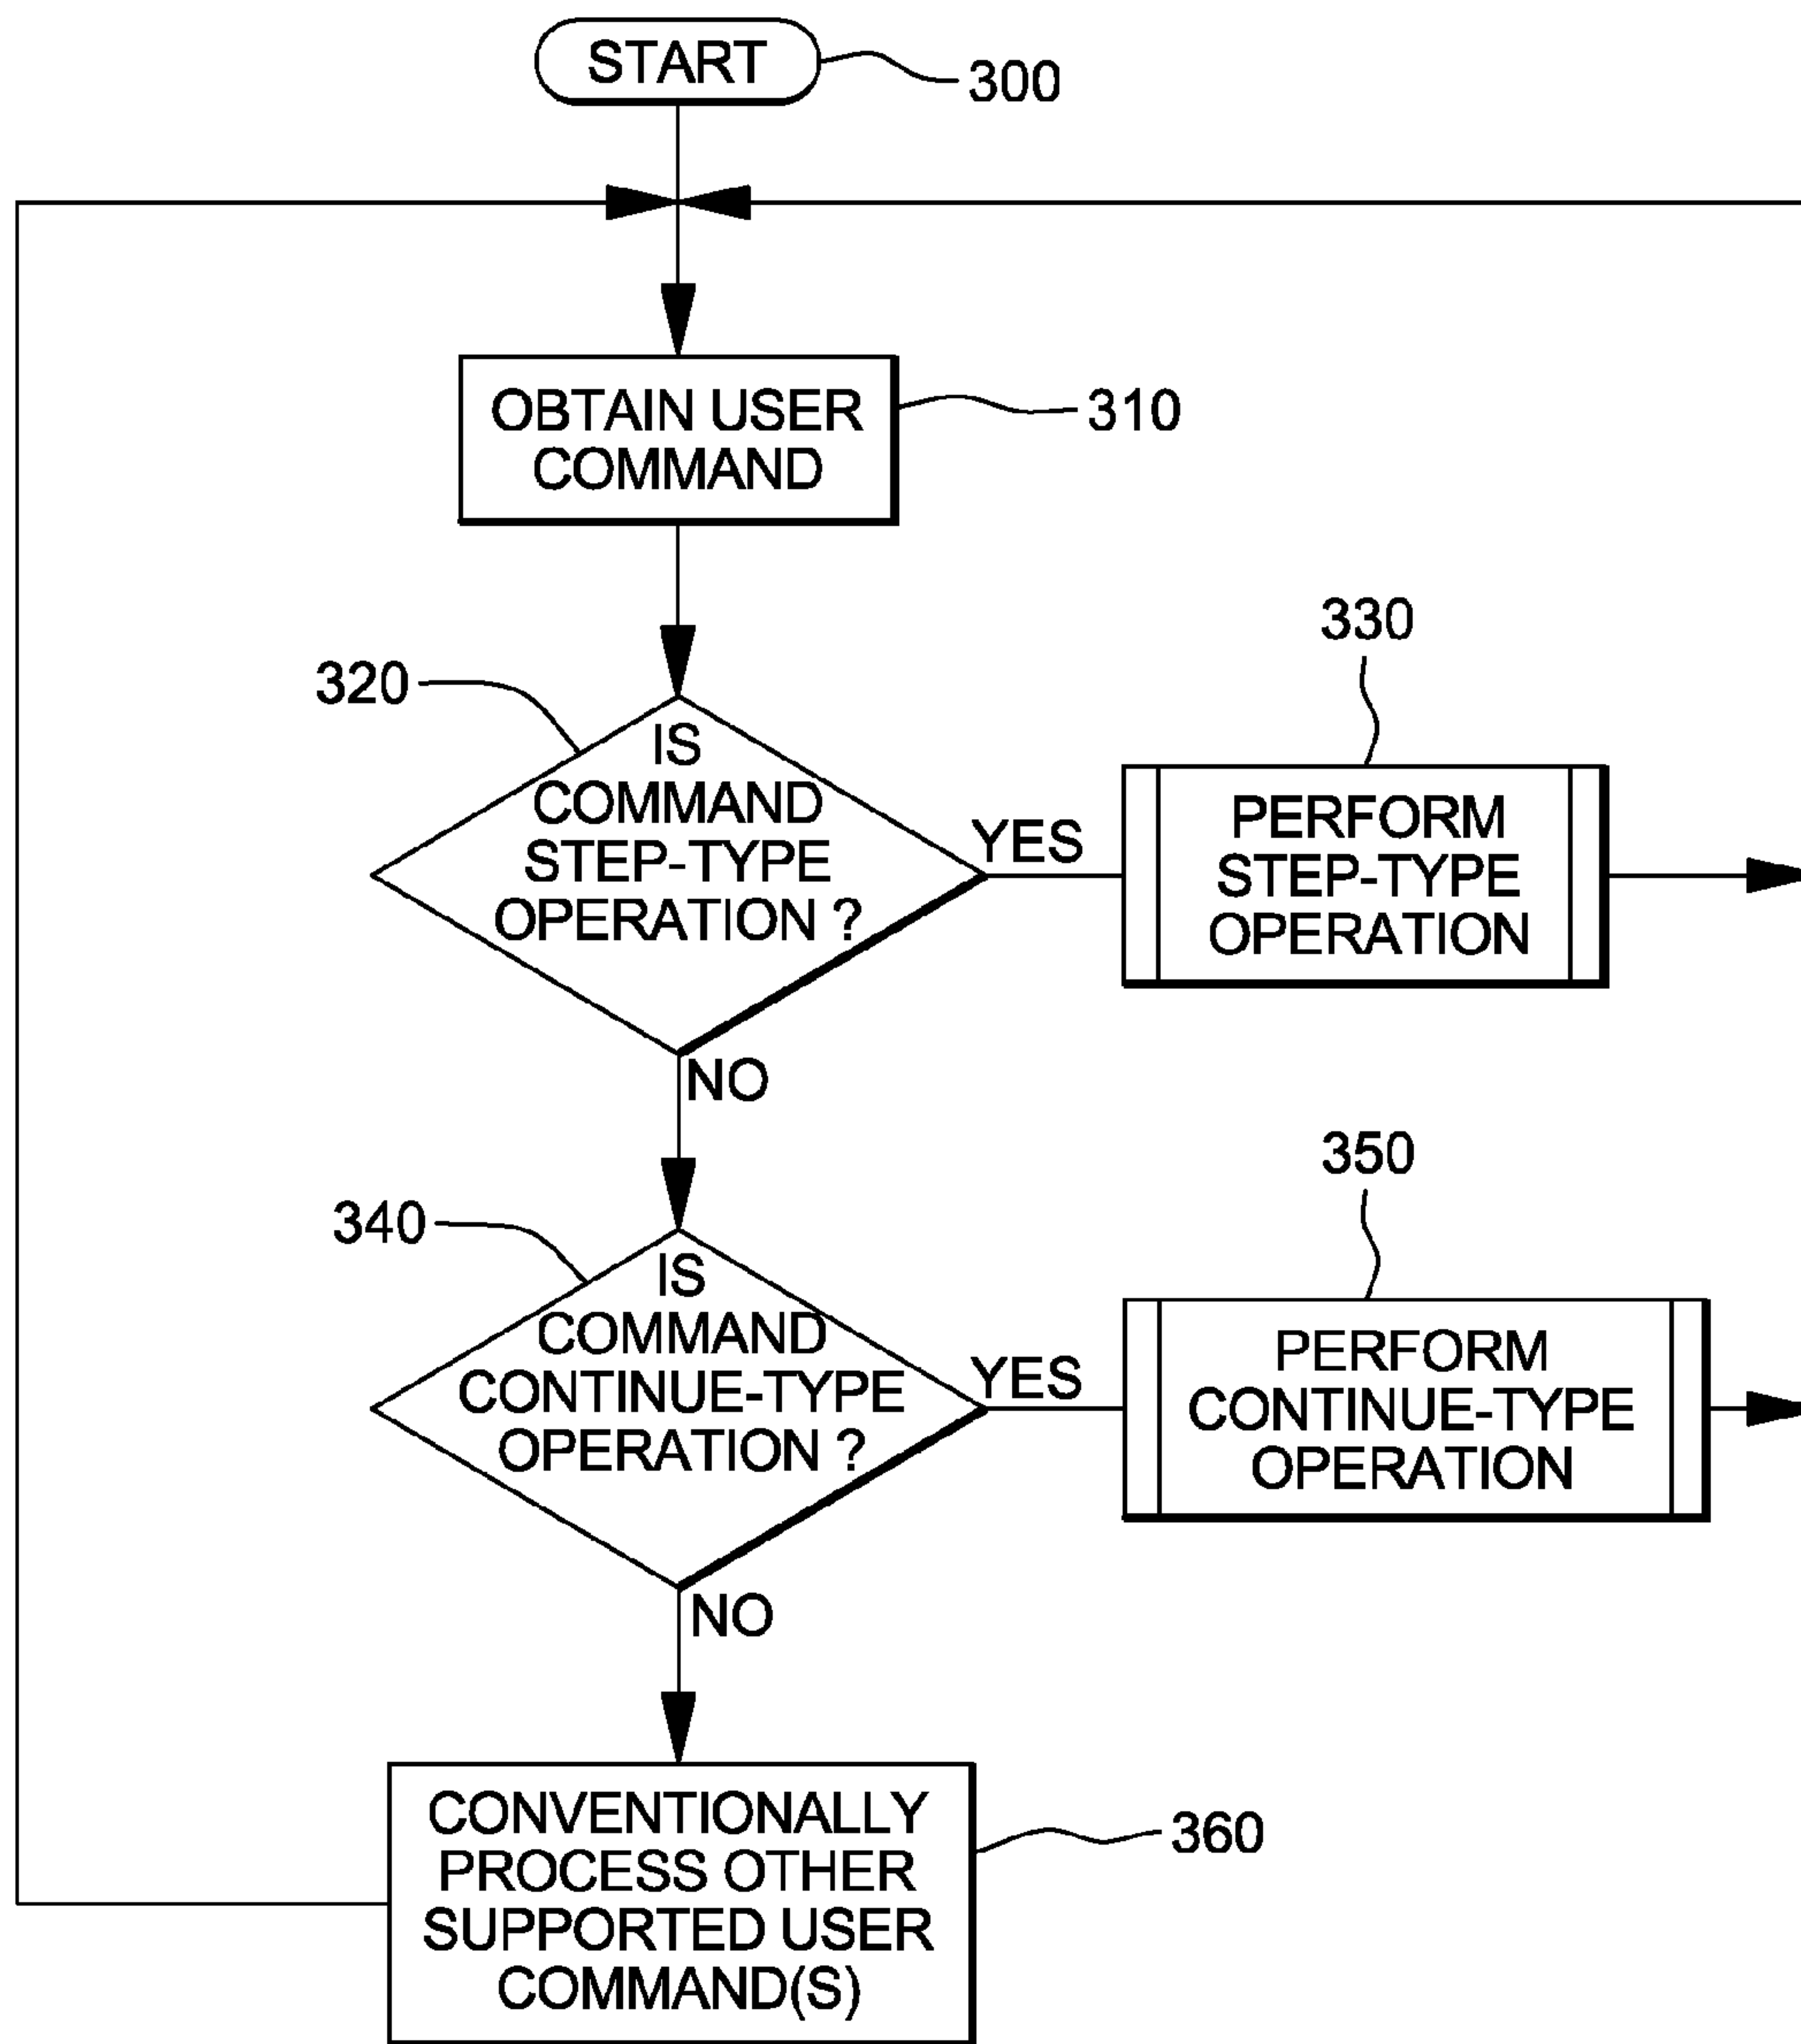 START
300
OBTAIN USER
COMMAND
310
330
320
IS
COMMAND
STEP-TYPE
OPERATION ?
YES
PERFORM
STEP-TYPE
OPERATION
NO
350
340
IS
COMMAND
CONTINUE-TYPE
OPERATION ?
YES
PERFORM
CONTINUE-TYPE
OPERATION
NO
CONVENTIONALLY
PROCESS OTHER
SUPPORTED USER
COMMAND(S)
360